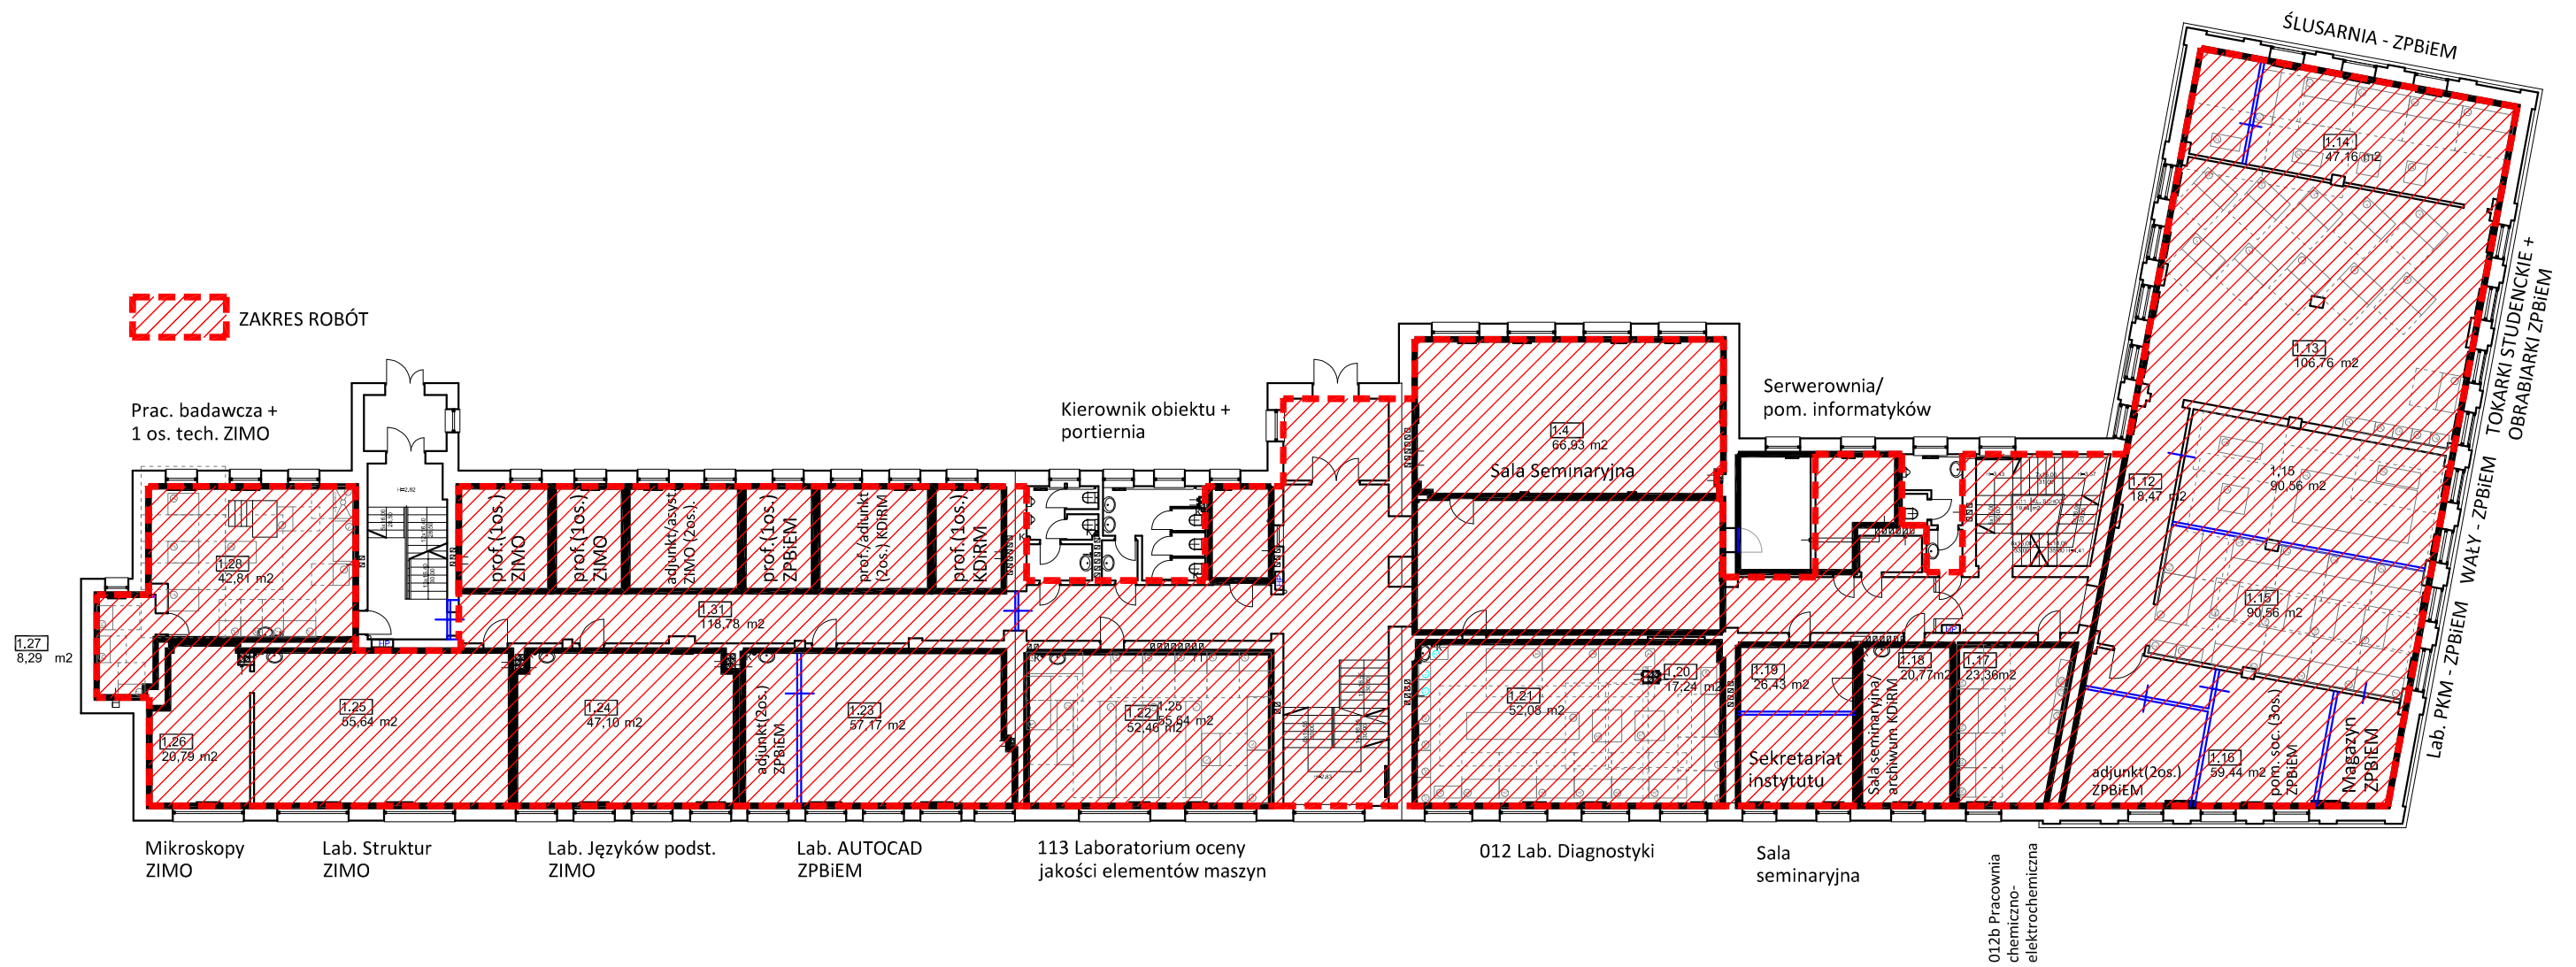 ŚLUSARNIA - ZPBiEM
1.14
47,16 m2
TOKARKI STUDENCKIE +
OBRABIARKI ZPBiEM
ZAKRES ROBÓT
1.13
106,76 m2
Prac. badawcza +
1 os. tech. ZIMO
Kierownik obiektu +
portiernia
Serwerownia/
pom. informatyków
1.4
66,93 m2
Sala Seminaryjna
1.12
18,47 m2
1.15
90,56 m2
WAŁY - ZPBiEM
H=2,82
prof.(1os.)
ZIMO
prof.(1os.)
ZIMO
adjunkt/asyst.
ZIMO (2os.)
prof.(1os.)
ZPBiEM
prof./adjunkt
(2os.) KDiRM
prof.(1os.)
KDiRM
1.28
42,81 m2
1.31
118,78 m2
1.15
90,56 m2
HP
HP
HP
1.27
8,29 m2
Lab. PKM - ZPBiEM
1.26
20,79 m2
1.25
55,64 m2
1.24
47,10 m2
adjunkt(2os.)
ZPBiEM
1.23
57,17 m2
1.22
52,46 m2
1.25
55,64 m2
1.21
52,08 m2
1.20
17,24 m2
1.19
26,43 m2
Sekretariat
instytutu
1.18
20,77m2
Sala seminaryjna/
archivum KDiRM
1.17
23,36m2
adjunkt(2os.)
ZPBiEM
1.16
59,44 m2
pom. soc.(3os.)
ZPBiEM
Magazyn
ZPBiEM
Mikroskopy
ZIMO
Lab. Struktur
ZIMO
Lab. Języków podst.
ZIMO
Lab. AUTOCAD
ZPBiEM
113 Laboratorium oceny
jakości elementów maszyn
012 Lab. Diagnostyki
Sala
seminaryjna
012b Pracownia
chemiczno-
elektrochemiczna